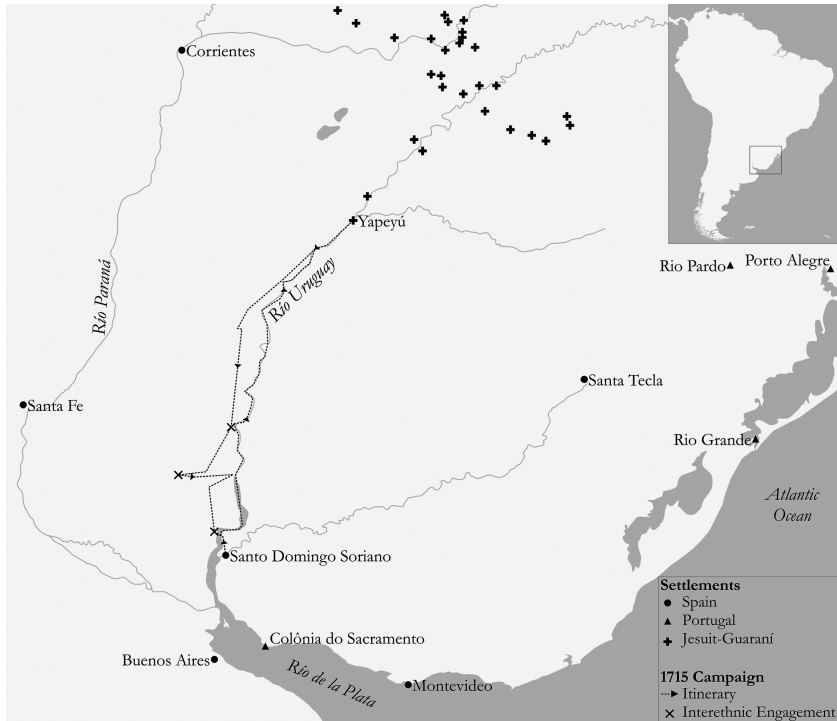 Corrientes
Río Paraná
Yapeyú
Río Uruguay
Rio Pardo
Porto Alegre
Santa Fe
Santa Tecla
Rio Grande
Atlantic
Ocean
Santo Domingo Soriano
Colônia do Sacramento
Buenos Aires
Río de la Plata
Montevideo
Settlements
Spain
Portugal
Jesuit-Guaraní
1715 Campaign
Itinerary
Interethnic Engagement